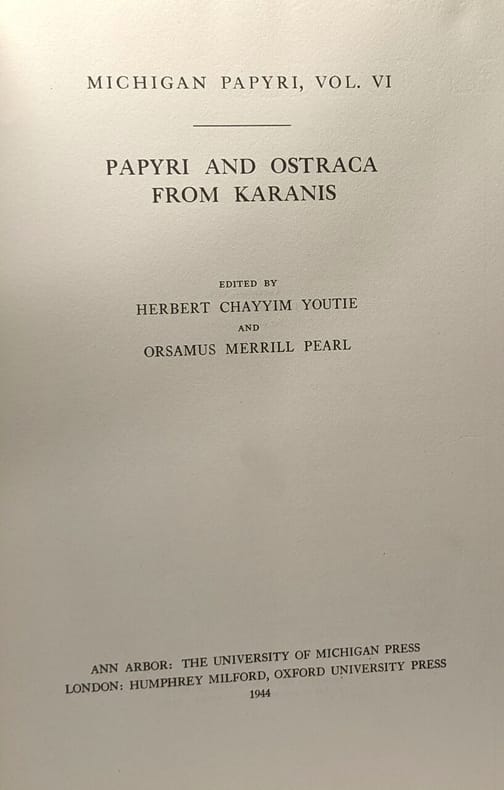 MICHIGAN PAPYRI, VOL. VI
PAPYRI AND OSTRACA
FROM KARANIS
EDITED BY
HERBERT CHAYYIM YOUTIE
AND
ORSAMUS MERRILL PEARL
ANN ARBOR: THE UNIVERSITY OF MICHIGAN PRESS
LONDON: HUMPHREY MILFORD, OXFORD UNIVERSITY PRESS
1944